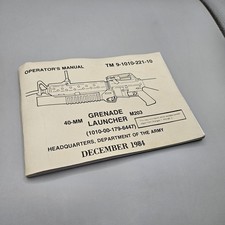 OPERATOR'S MANUAL TM 9-1010-221-10
40-MM GRENADE LAUNCHER M203
(1010-00-179-6447)
HEADQUARTERS, DEPARTMENT OF THE ARMY
DECEMBER 1984